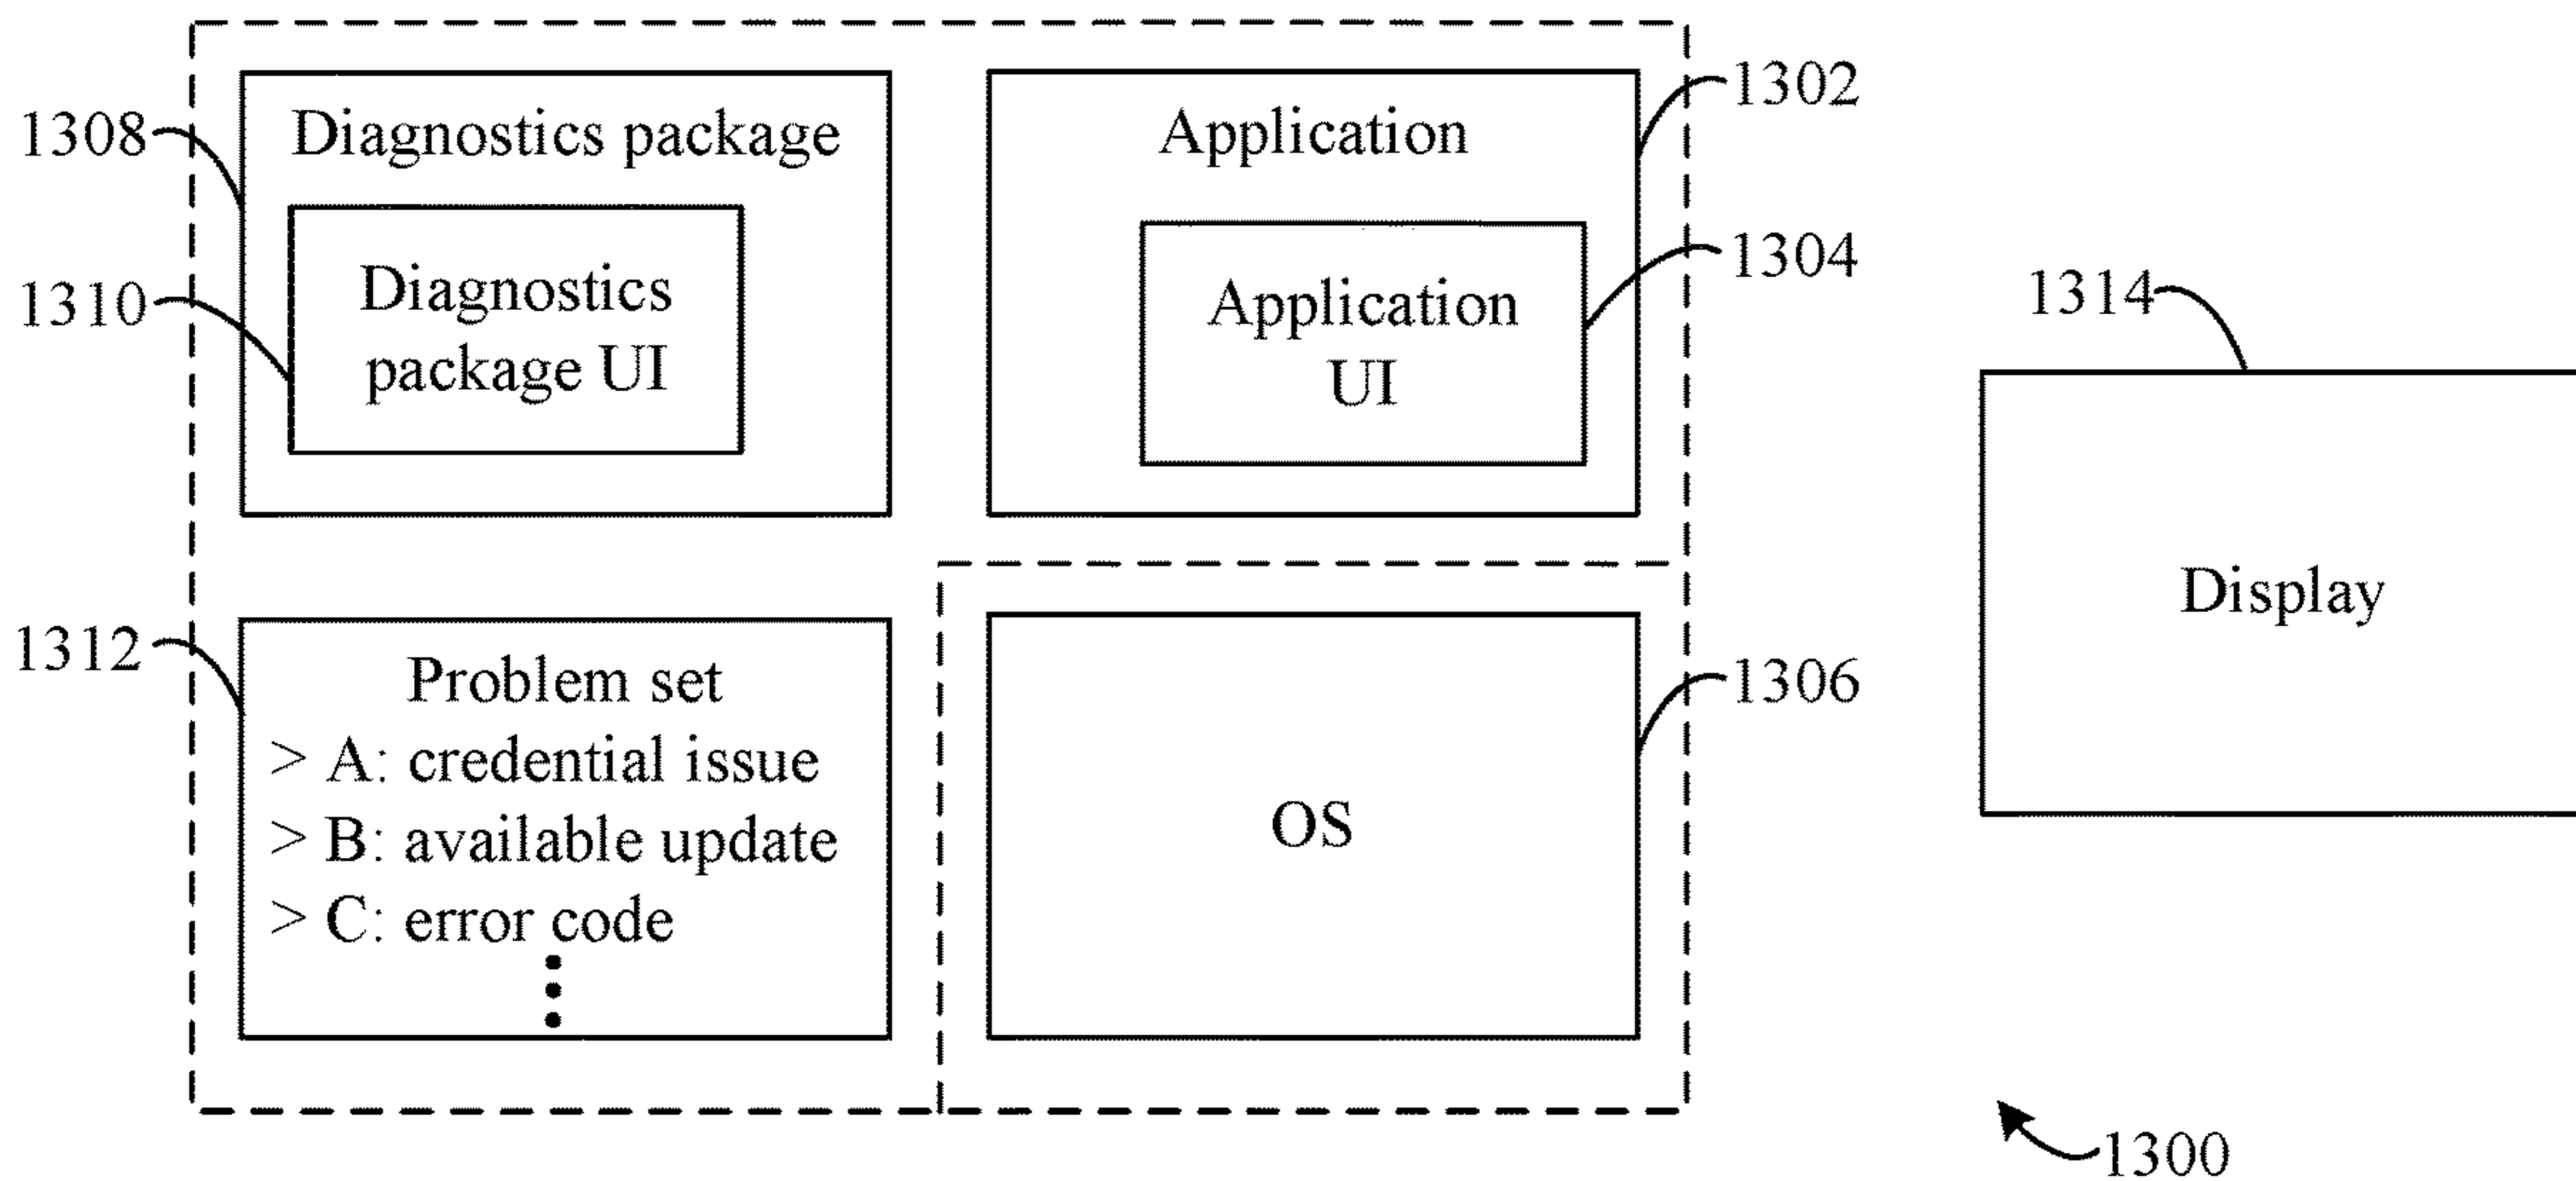 1308
Diagnostics package
1310
Diagnostics
package UI
Application
1302
Application
UI
1304
1312
Problem set
> A: credential issue
> B: available update
> C: error code
OS
1306
1314
Display
1300